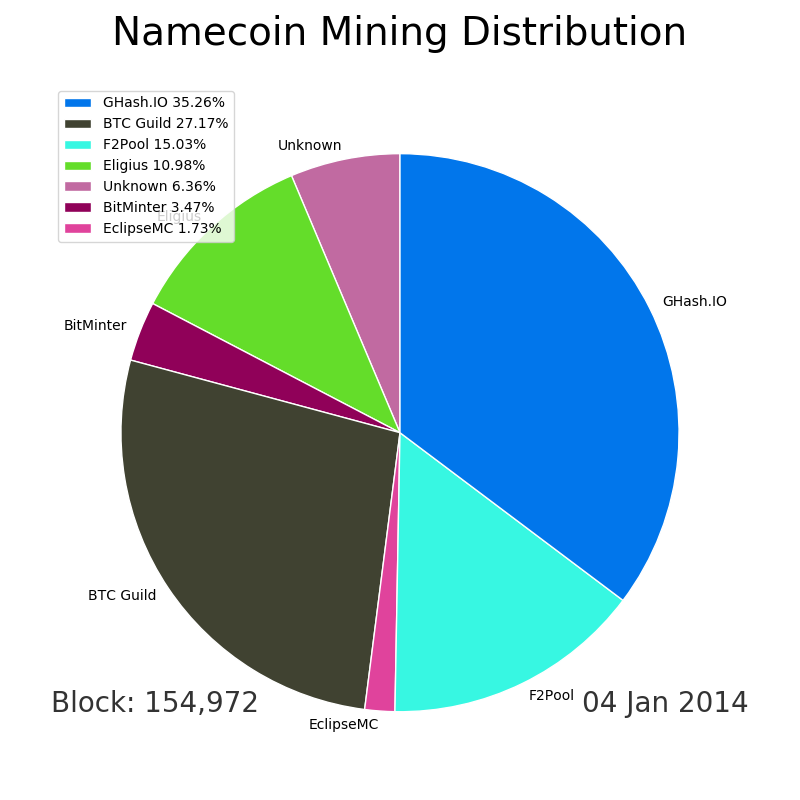 Namecoin Mining Distribution
GHash.IO 35.26%
BTC Guild 27.17%
F2Pool 15.03%
Eligius 10.98%
Unknown 6.36%
BitMinter 3.47%
EclipseMC 1.73%
Unknown
Eligius
GHash.IO
BitMinter
BTC Guild
F2Pool
EclipseMC
Block: 154,972
04 Jan 2014